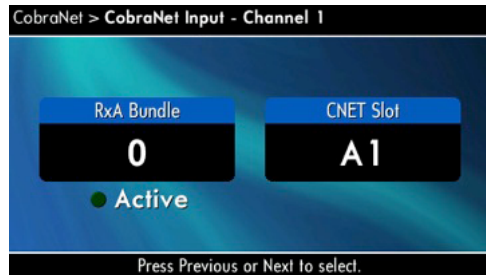 CobraNet > CobraNet Input - Channel 1
RxA Bundle
0
Active
CNET Slot
A1
Press Previous or Next to select.